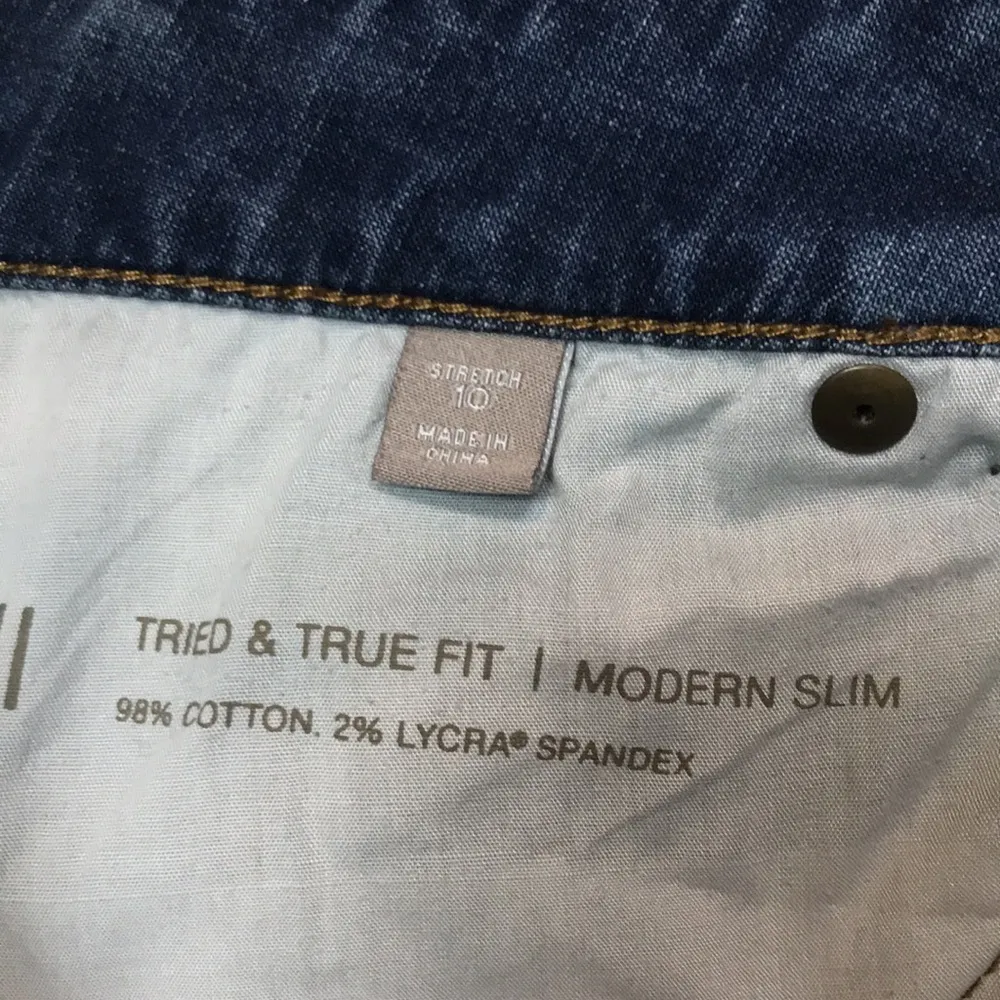 STRETCH
10
MADE IN
CHINA
TRIED & TRUE FIT | MODERN SLIM
98% COTTON. 2% LYCRA® SPANDEX